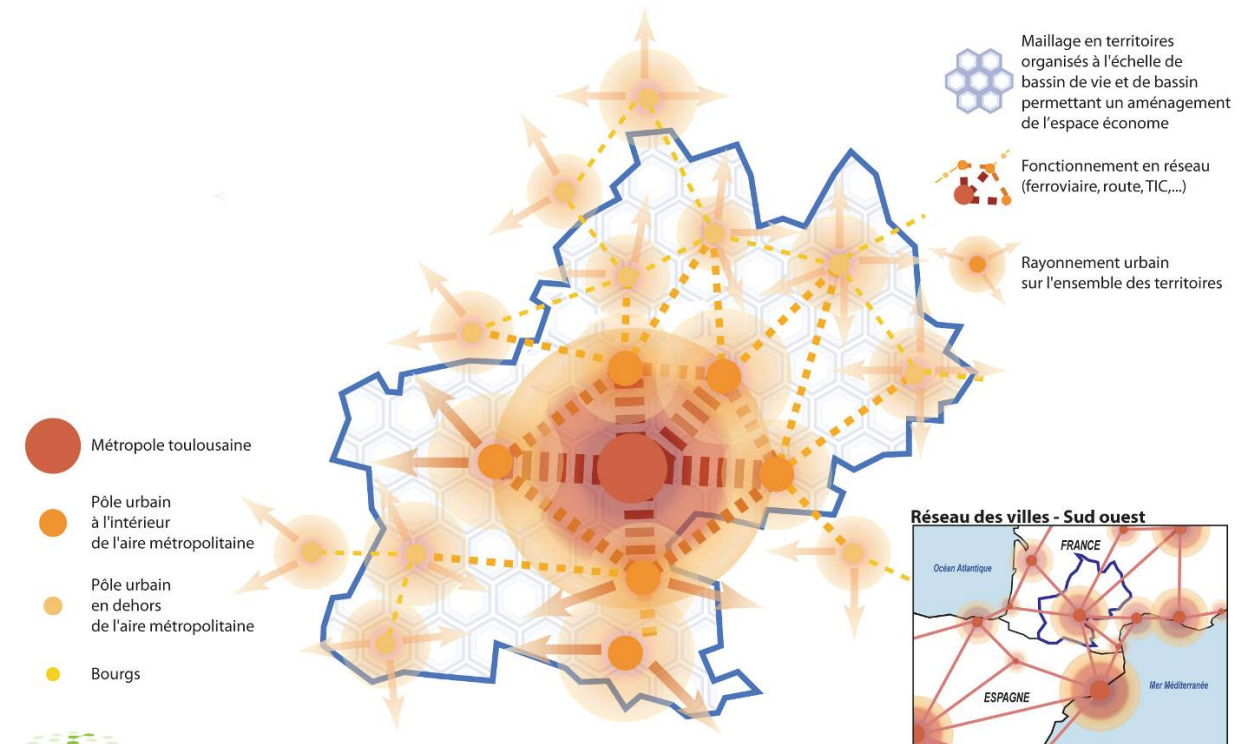 Maillage en territoires
organisés à l'échelle de
bassin de vie et de bassin
permettant un aménagement
de l'espace économe
Fonctionnement en réseau
(ferroviaire, route, TIC,...)
Rayonnement urbain
sur l'ensemble des territoires
Métropole toulousaine
Pôle urbain
à l'intérieur
de l'aire métropolitaine
Pôle urbain
en dehors
de l'aire métropolitaine
Bourgs
Réseau des villes - Sud ouest
FRANCE
Océan Atlantique
ESPAGNE
Mer Méditerranée